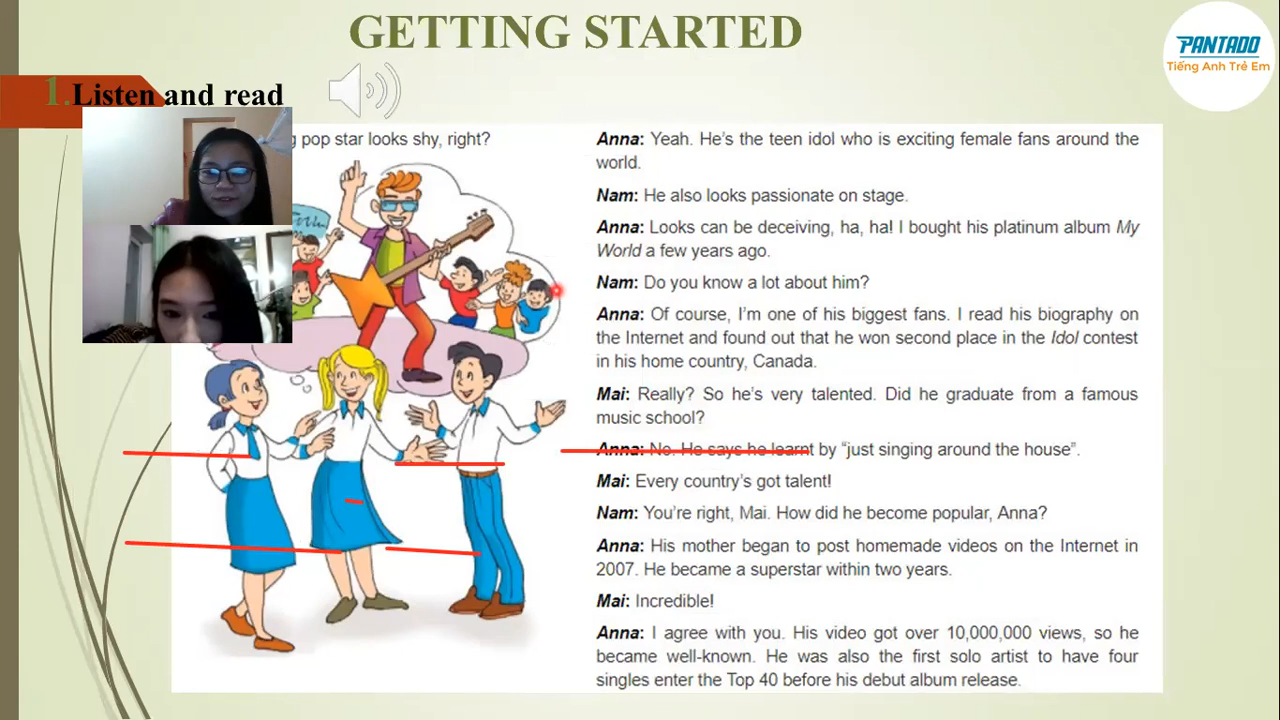 GETTING STARTED
PANTADO
Tiếng Anh Trẻ Em
1.Listen and read
pop star looks shy, right?
Anna: Yeah. He's the teen idol who is exciting female fans around the
world.
Nam: He also looks passionate on stage.
Anna: Looks can be deceiving, ha, ha! I bought his platinum album My
World a few years ago.
Nam: Do you know a lot about him?
Anna: Of course, I'm one of his biggest fans. I read his biography on
the Internet and found out that he won second place in the Idol contest
in his home country, Canada.
Mai: Really? So he's very talented. Did he graduate from a famous
music school?
Anna: No. He says he learnt by “just singing around the house”.
Mai: Every country's got talent!
Nam: You're right, Mai. How did he become popular, Anna?
Anna: His mother began to post homemade videos on the Internet in
2007. He became a superstar within two years.
Mai: Incredible!
Anna: I agree with you. His video got over 10,000,000 views, so he
became well-known. He was also the first solo artist to have four
singles enter the Top 40 before his debut album release.